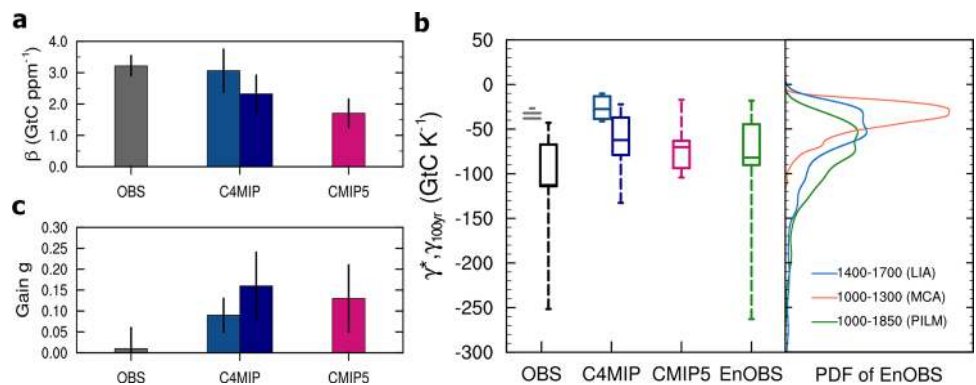 a
β (GtC ppm⁻¹)
4.0
3.0
2.0
1.0
0.0
OBS C4MIP CMIP5
c
Gain g
0.30
0.25
0.20
0.15
0.10
0.05
0.00
OBS C4MIP CMIP5
b
γ*,γ100yr (GtC K⁻¹)
50
0
-50
-100
-150
-200
-250
-300
OBS C4MIP CMIP5 EnOBS
1400-1700 (LIA)
1000-1300 (MCA)
1000-1850 (PILM)
PDF of EnOBS